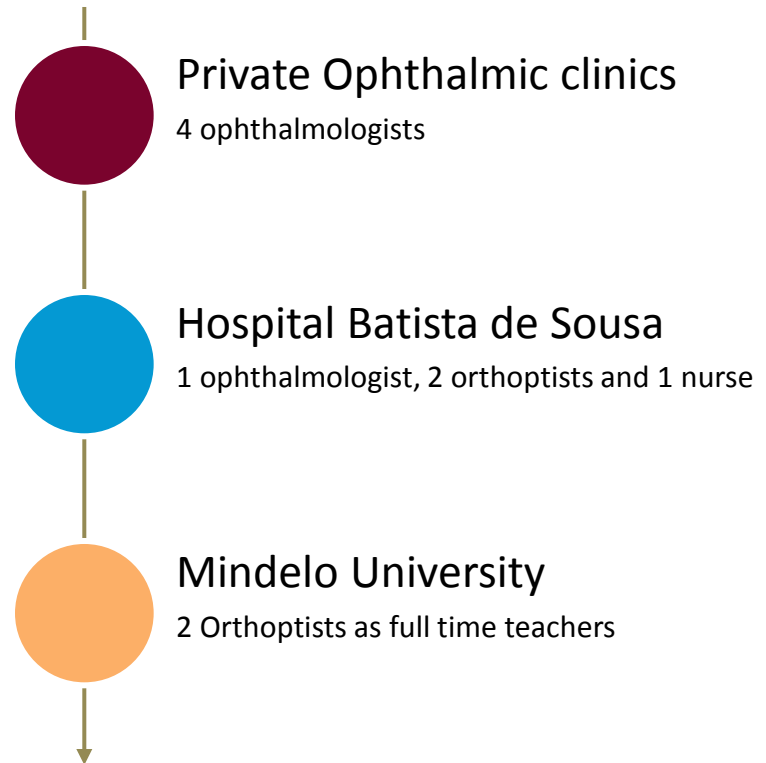 Private Ophthalmic clinics
4 ophthalmologists
Hospital Batista de Sousa
1 ophthalmologist, 2 orthoptists and 1 nurse
Mindelo University
2 Orthoptists as full time teachers